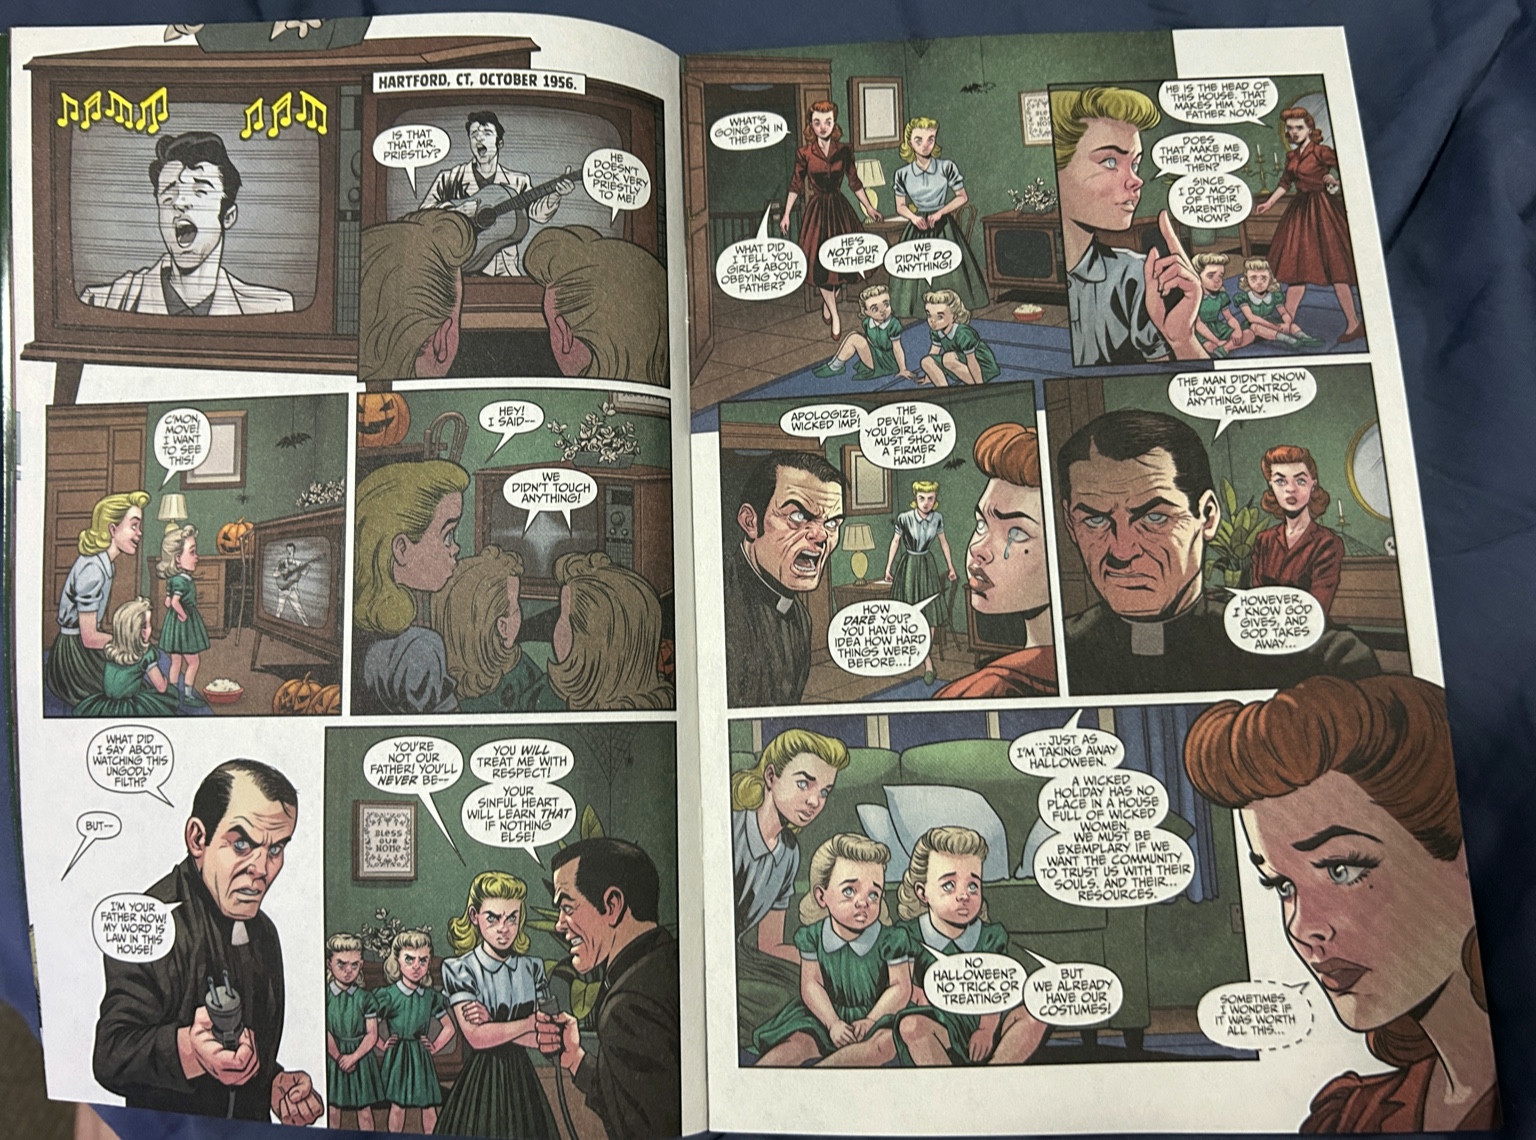 HARTFORD, CT, OCTOBER 1956.
IS THAT
THAT MR.
PRIESTLY?
HE
DOESN'T
LOOK VERY
PRIESTLY
TO ME!
C'MON,
MOVE!
I WANT
TO SEE
THIS!
HEY!
I SAID--
WE
DIDN'T TOUCH
ANYTHING!
WHAT DID
I SAY ABOUT
WATCHING THIS
UNGODLY
FILTH?
BUT--
I'M YOUR
FATHER NOW!
MY WORD IS
LAW IN THIS
HOUSE!
YOU'RE
NOT OUR
FATHER! YOU'LL
NEVER BE--
YOU WILL
TREAT ME WITH
RESPECT!
YOUR
SINFUL HEART
WILL LEARN THAT
IF NOTHING
ELSE!
BLESS
OUR
HOME
WHAT'S
GOING ON IN
THERE?
WHAT DID
I TELL YOU
GIRLS ABOUT
OBEYING YOUR
FATHER?
HE'S
NOT OUR
FATHER!
WE
DIDN'T DO
ANYTHING!
HE IS THE HEAD OF
THIS HOUSE. THAT
MAKES HIM YOUR
FATHER NOW.
DOES
THAT MAKE ME
THEIR MOTHER,
THEN?
SINCE
I DO MOST
OF THEIR
PARENTING
NOW?
APOLOGIZE,
WICKED IMP!
THE
DEVIL IS IN
YOU GIRLS. WE
MUST SHOW
A FIRMER
HAND!
HOW
DARE YOU?
YOU HAVE NO
IDEA HOW HARD
THINGS WERE,
BEFORE...!
THE MAN DIDN'T KNOW
HOW TO CONTROL
ANYTHING, EVEN HIS
FAMILY.
HOWEVER,
I KNOW GOD
GIVES, AND
GOD TAKES
AWAY...
...JUST AS
I'M TAKING AWAY
HALLOWEEN.
A WICKED
HOLIDAY HAS NO
PLACE IN A HOUSE
FULL OF WICKED
WOMEN.
WE MUST BE
EXEMPLARY IF WE
WANT THE COMMUNITY
TO TRUST US WITH THEIR
SOULS. AND THEIR...
RESOURCES.
NO
HALLOWEEN?
NO TRICK OR
TREATING?
BUT
WE ALREADY
HAVE OUR
COSTUMES!
SOMETIMES
I WONDER IF
IT WAS WORTH
ALL THIS...